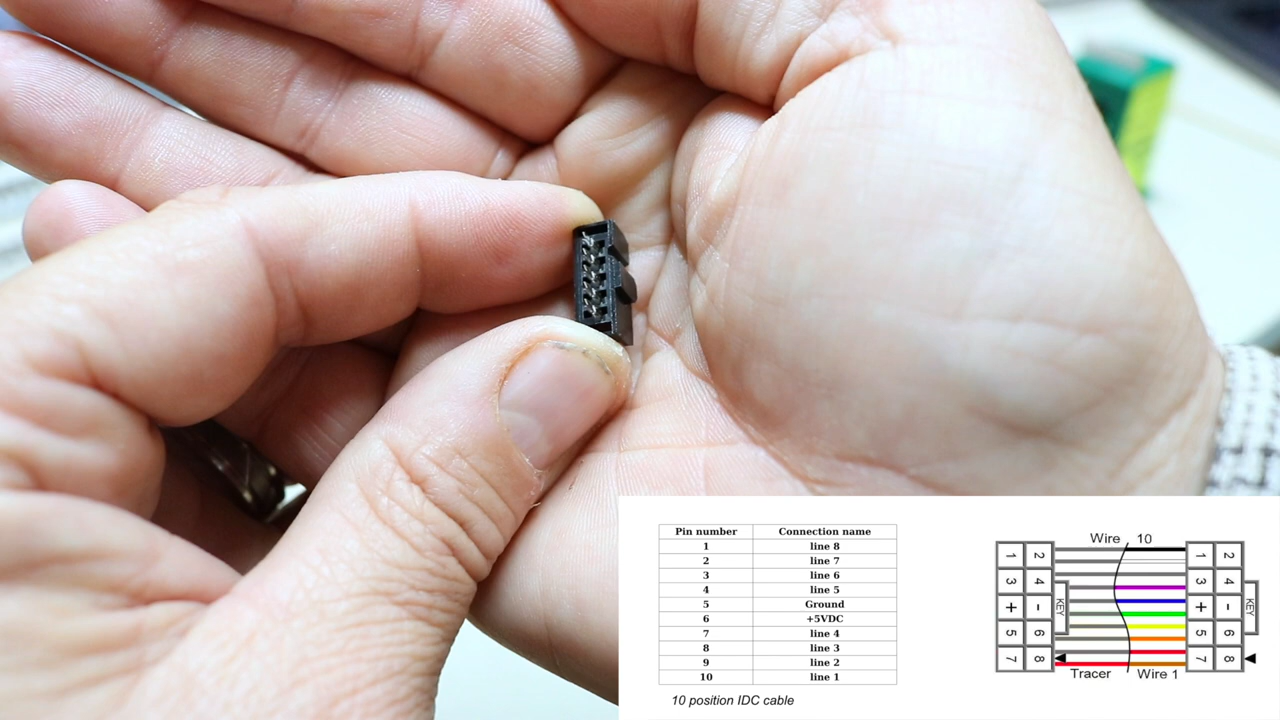 Pin number Connection name
1 line 8
2 line 7
3 line 6
4 line 5
5 Ground
6 +5VDC
7 line 4
8 line 3
9 line 2
10 line 1
10 position IDC cable
Wire 10
1 2 1 2
3 4 3 4
+ - KEY + - KEY
5 6 5 6
7 8 7 8
Tracer Wire 1